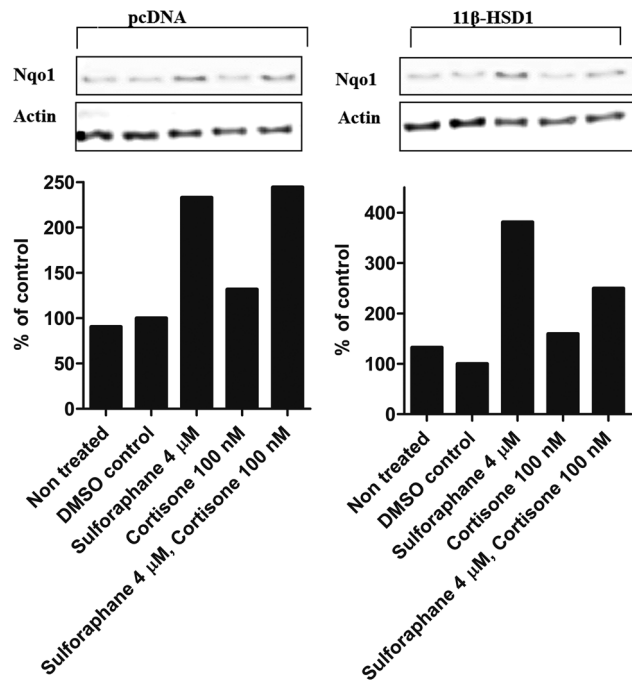 pcDNA
Nqo1
Actin
250
200
150
100
50
0
% of control
Non treated
DMSO control
Sulforaphane 4 μM
Cortisone 100 nM
Sulforaphane 4 μM, Cortisone 100 nM
11β-HSD1
Nqo1
Actin
400
300
200
100
0
% of control
Non treated
DMSO control
Sulforaphane 4 μM
Cortisone 100 nM
Sulforaphane 4 μM, Cortisone 100 nM